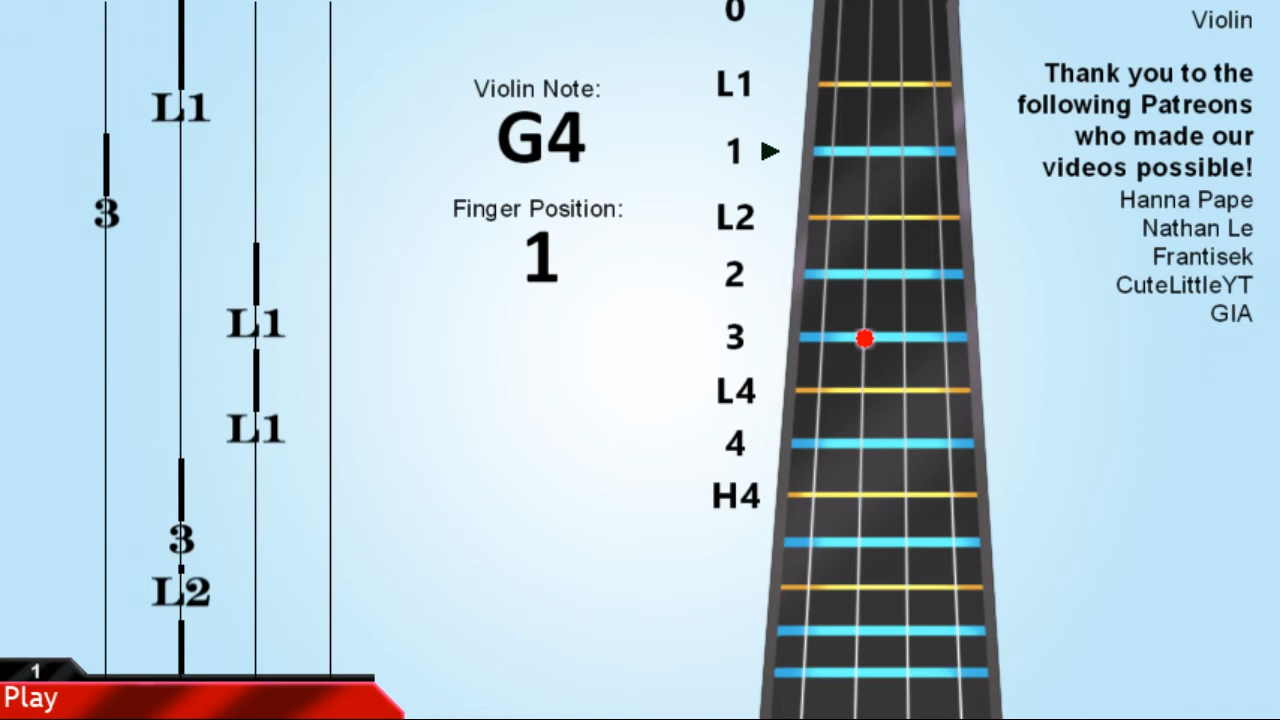 L1
3
L1
L1
3
L2
1
Play
Violin Note:
G4
Finger Position:
1
0
L1
1
L2
2
3
L4
4
H4
Violin
Thank you to the
following Patreons
who made our
videos possible!
Hanna Pape
Nathan Le
Frantisek
CuteLittleYT
GIA